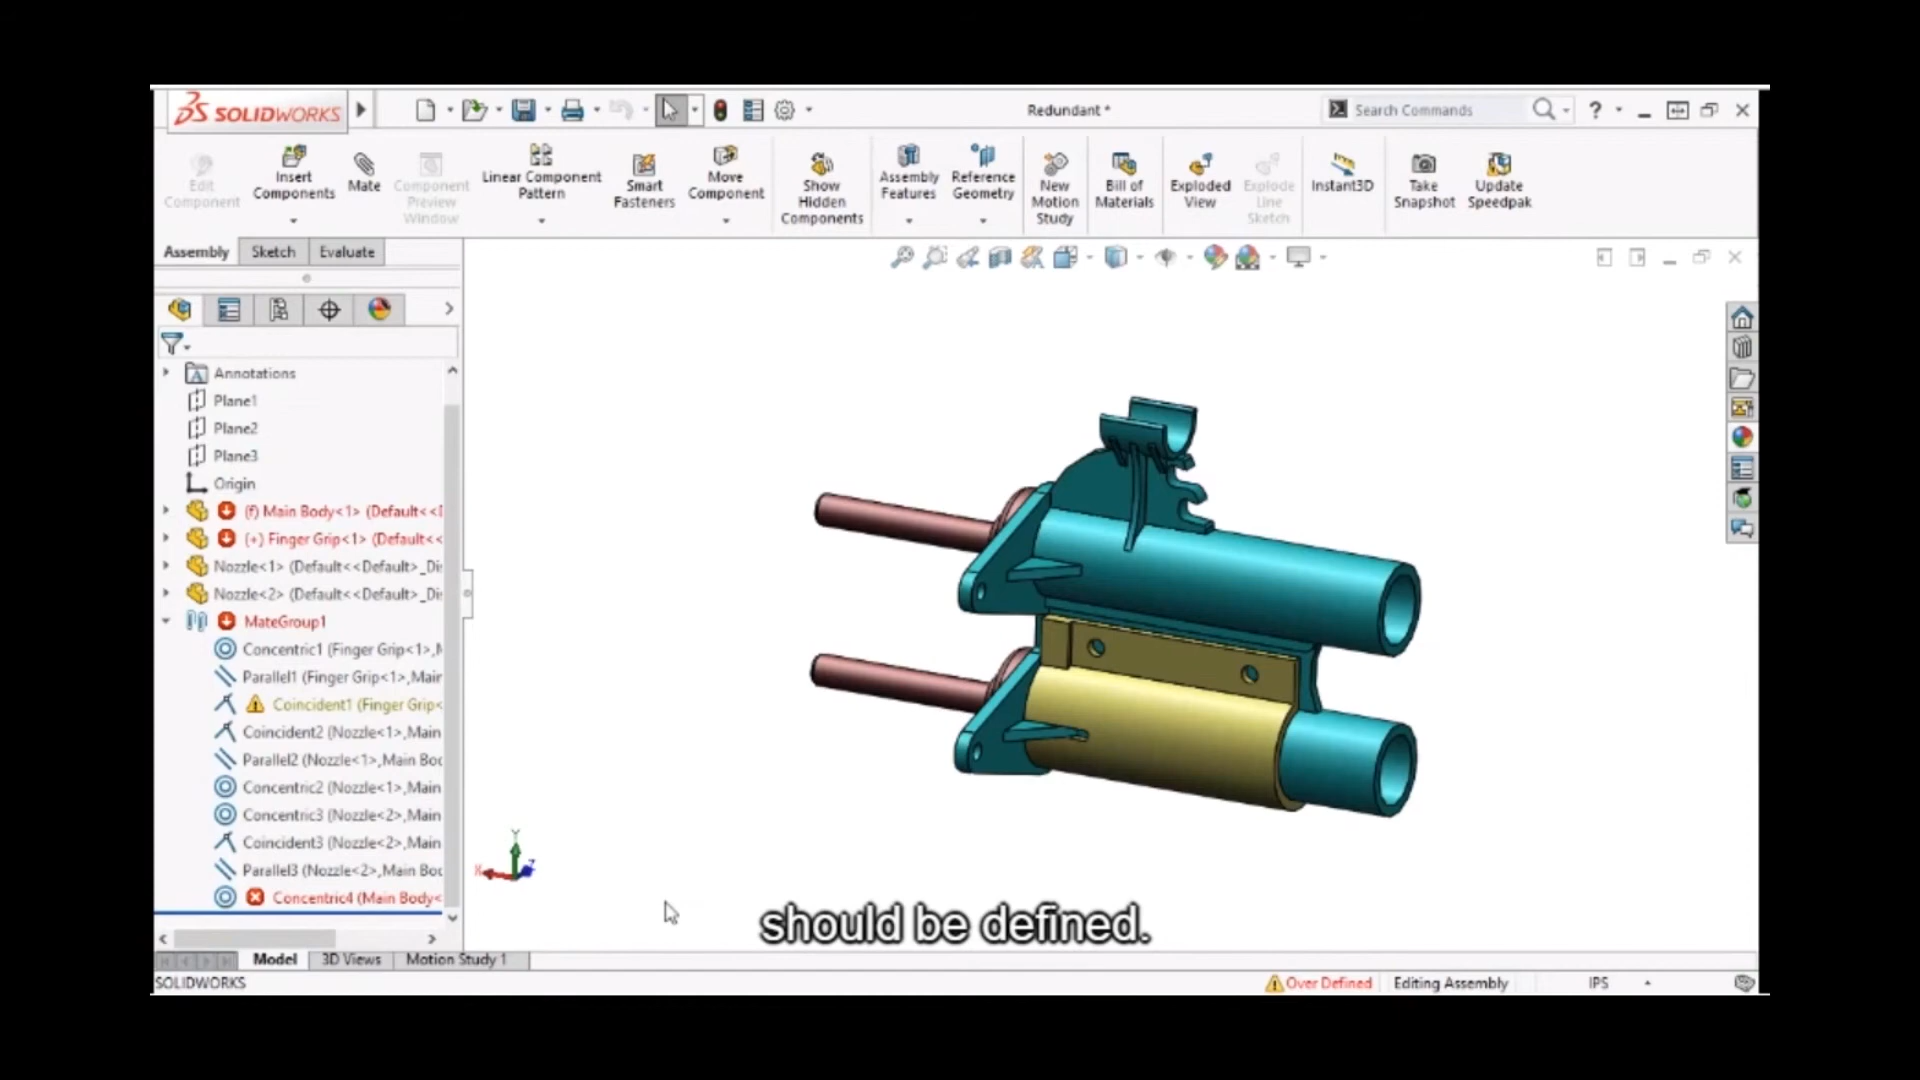 SOLIDWORKS
Redundant *
Search Commands
?
Edit Component
Insert Components
Mate
Component Preview Window
Linear Component Pattern
Smart Fasteners
Move Component
Show Hidden Components
Assembly Features
Reference Geometry
New Motion Study
Bill of Materials
Exploded View
Explode Line Sketch
Instant3D
Take Snapshot
Update Speedpak
Assembly
Sketch
Evaluate
Annotations
Plane1
Plane2
Plane3
Origin
(f) Main Body<1> (Default<<
(+) Finger Grip<1> (Default<<
Nozzle<1> (Default<<Default>_Di
Nozzle<2> (Default<<Default>_Di
MateGroup1
Concentric1 (Finger Grip<1>,
Parallel1 (Finger Grip<1>,Main
Coincident1 (Finger Grip<
Coincident2 (Nozzle<1>,Main
Parallel2 (Nozzle<1>,Main Bo
Concentric2 (Nozzle<1>,Main
Concentric3 (Nozzle<2>,Main
Coincident3 (Nozzle<2>,Main
Parallel3 (Nozzle<2>,Main Bo
Concentric4 (Main Body<
Y
X
Z
should be defined.
Model
3D Views
Motion Study 1
SOLIDWORKS
Over Defined
Editing Assembly
IPS